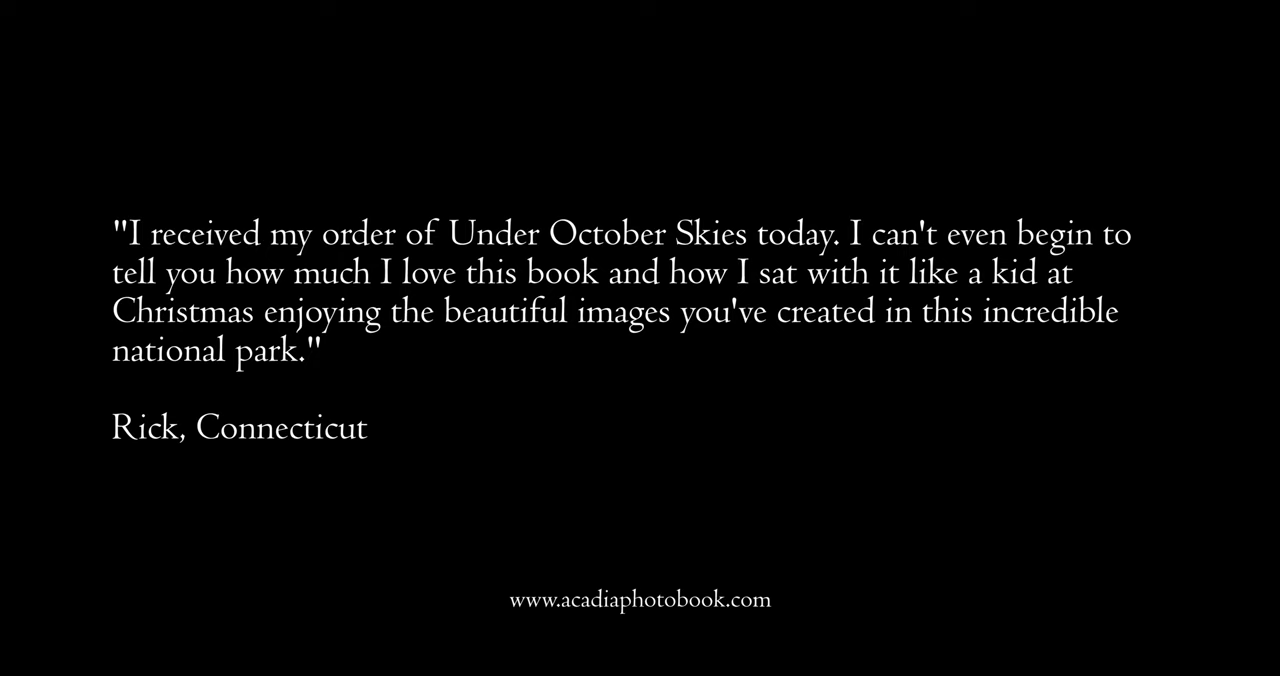 "I received my order of Under October Skies today. I can't even begin to
tell you how much I love this book and how I sat with it like a kid at
Christmas enjoying the beautiful images you've created in this incredible
national park."
Rick, Connecticut
www.acadiaphotobook.com